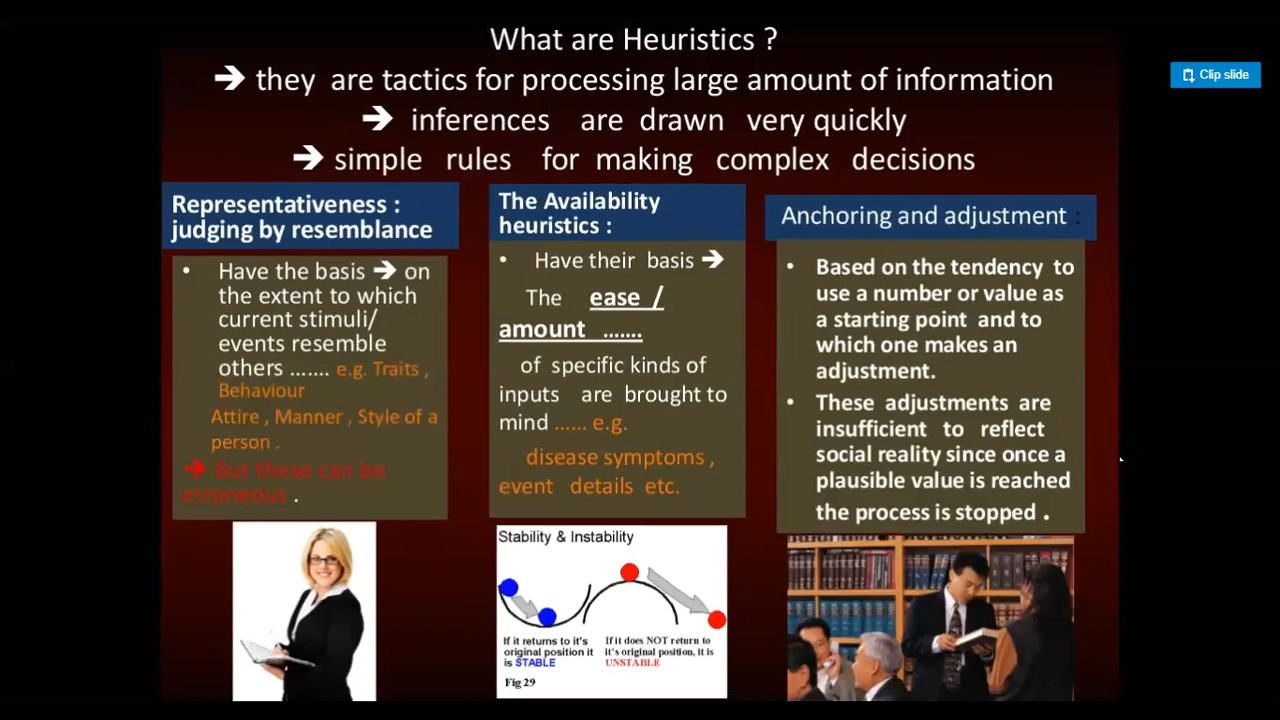 What are Heuristics ?
➔ they are tactics for processing large amount of information
➔ inferences are drawn very quickly
➔ simple rules for making complex decisions
Clip slide
Representativeness :
judging by resemblance
• Have the basis ➔ on
the extent to which
current stimuli/
events resemble
others ....... e.g. Traits ,
Behaviour
Attire , Manner , Style of a
person .
➔ But these can be
erroneous .
The Availability
heuristics :
• Have their basis ➔
The ease /
amount .......
of specific kinds of
inputs are brought to
mind ...... e.g.
disease symptoms ,
event details etc.
Stability & Instability
If it returns to it's
original position it
is STABLE
If it does NOT return to
it's original position, it is
UNSTABLE
Fig 29
Anchoring and adjustment :
• Based on the tendency to
use a number or value as
a starting point and to
which one makes an
adjustment.
• These adjustments are
insufficient to reflect
social reality since once a
plausible value is reached
the process is stopped .